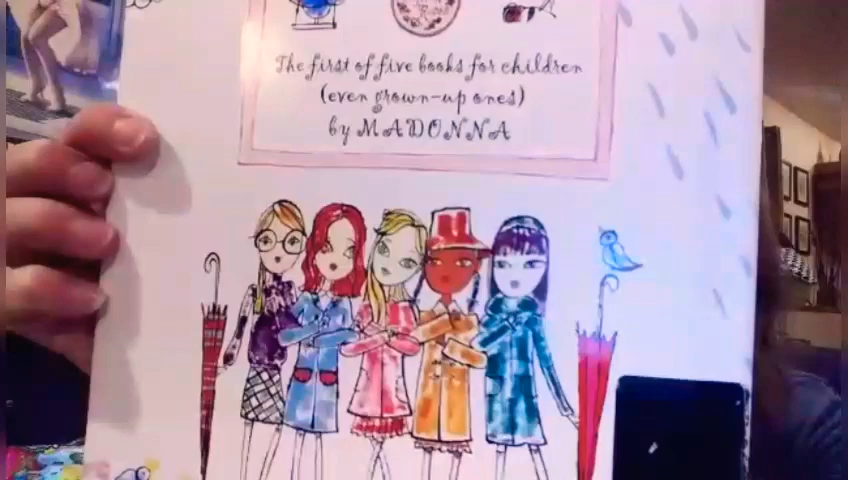 The first of five books for children
(even grown-up ones)
by MADONNA